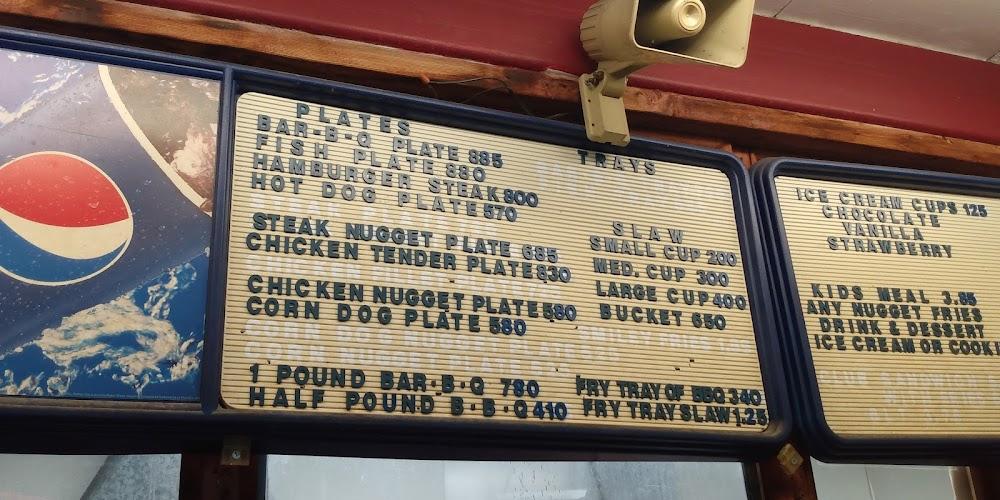 PLATES
BAR-B-Q PLATE 885
FISH PLATE 880
HAMBURGER STEAK 800
HOT DOG PLATE 570
STEAK NUGGET PLATE 685
CHICKEN TENDER PLATE 830
CHICKEN NUGGET PLATE 580
CORN DOG PLATE 580
1 POUND BAR-B-Q 780
HALF POUND B-B-Q 410
TRAYS
SLAW
SMALL CUP 200
MED. CUP 300
LARGE CUP 400
BUCKET 650
FRY TRAY OF BBQ 340
FRY TRAY SLAW 1.25
ICE CREAM CUPS 125
CHOCOLATE
VANILLA
STRAWBERRY
KIDS MEAL 3.85
ANY NUGGET FRIES
DRINK & DESSERT
ICE CREAM OR COOKI